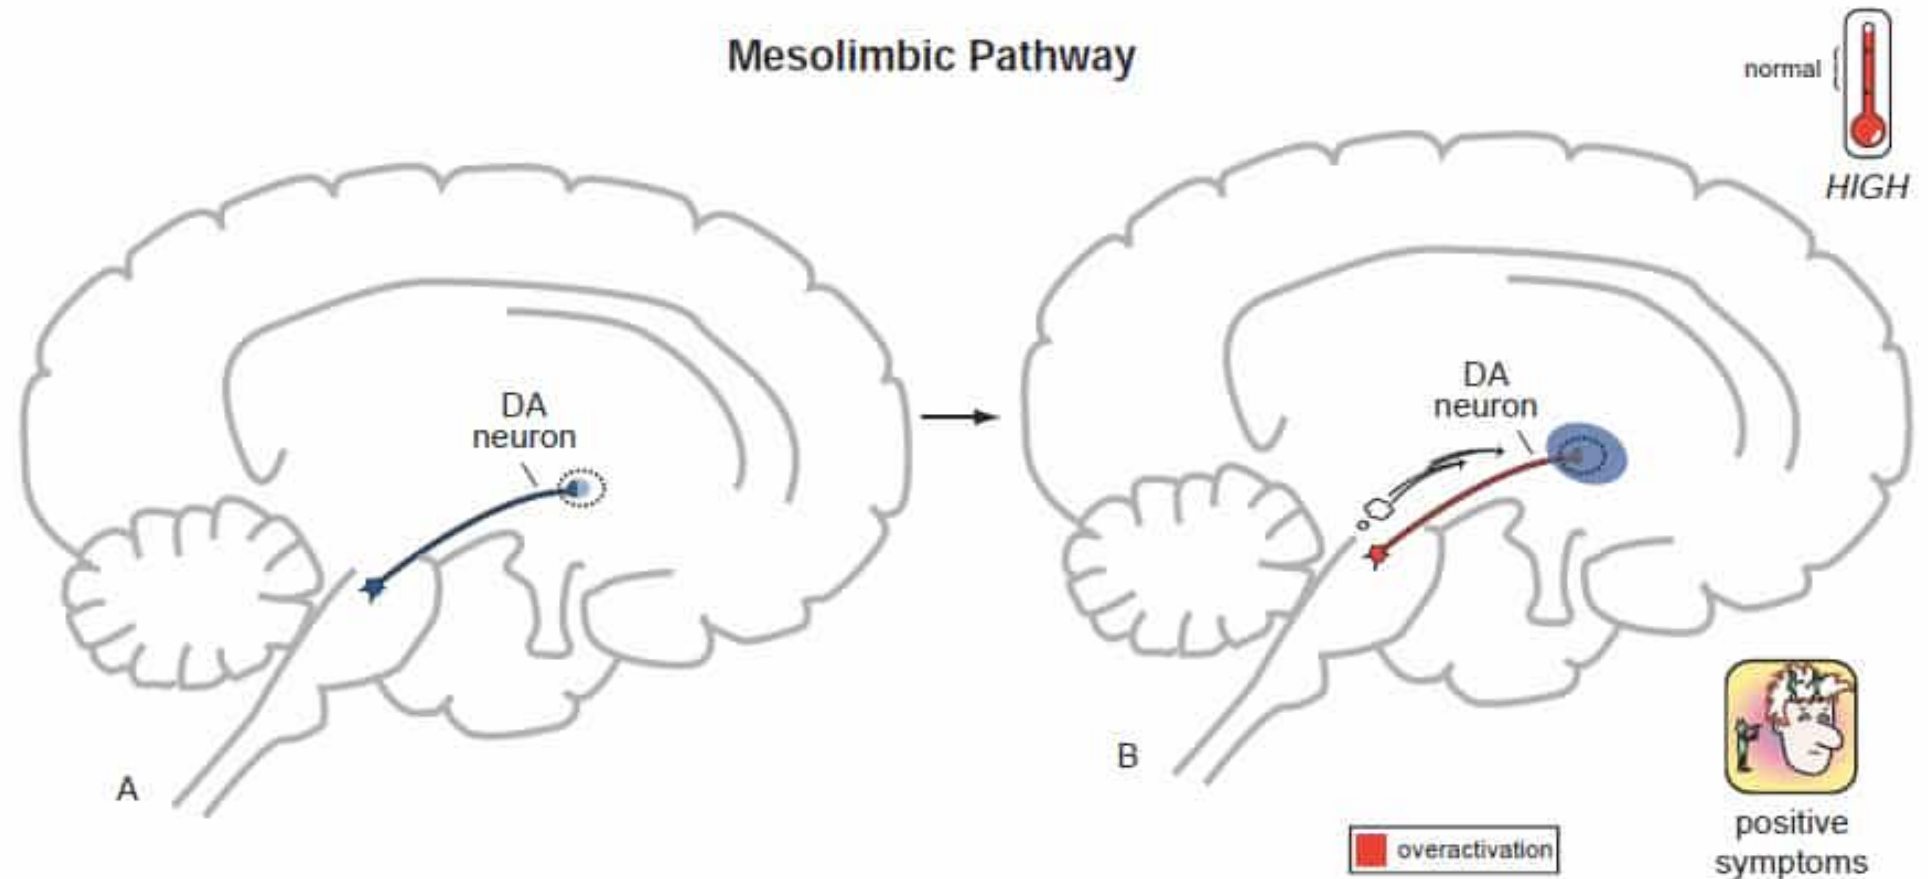 Mesolimbic Pathway
normal
HIGH
DA
neuron
DA
neuron
A
B
overactivation
positive
symptoms